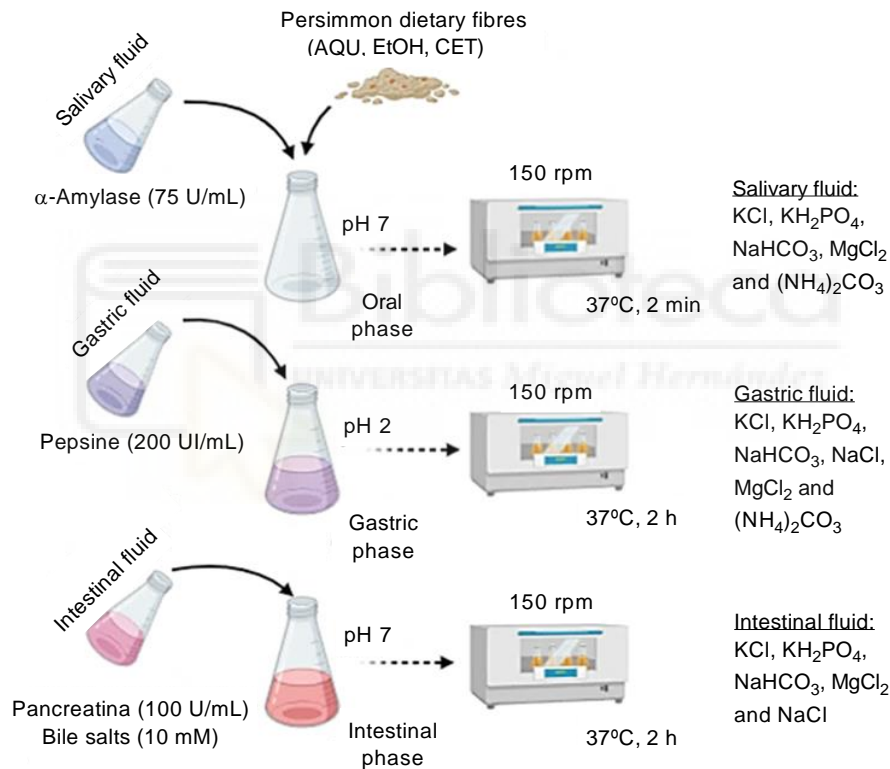 Persimmon dietary fibres
(AQU, EtOH, CET)
Salivary fluid
α-Amylase (75 U/mL)
pH 7
Oral
phase
150 rpm
37ºC, 2 min
Salivary fluid:
KCl, KH₂PO₄,
NaHCO₃, MgCl₂
and (NH₄)₂CO₃
Biblioteca
UNIVERSITAS Miguel Hernández
Gastric fluid
Pepsine (200 UI/mL)
pH 2
Gastric
phase
150 rpm
37ºC, 2 h
Gastric fluid:
KCl, KH₂PO₄,
NaHCO₃, NaCl,
MgCl₂ and
(NH₄)₂CO₃
Intestinal fluid
Pancreatina (100 U/mL)
Bile salts (10 mM)
pH 7
Intestinal
phase
150 rpm
37ºC, 2 h
Intestinal fluid:
KCl, KH₂PO₄,
NaHCO₃, MgCl₂
and NaCl